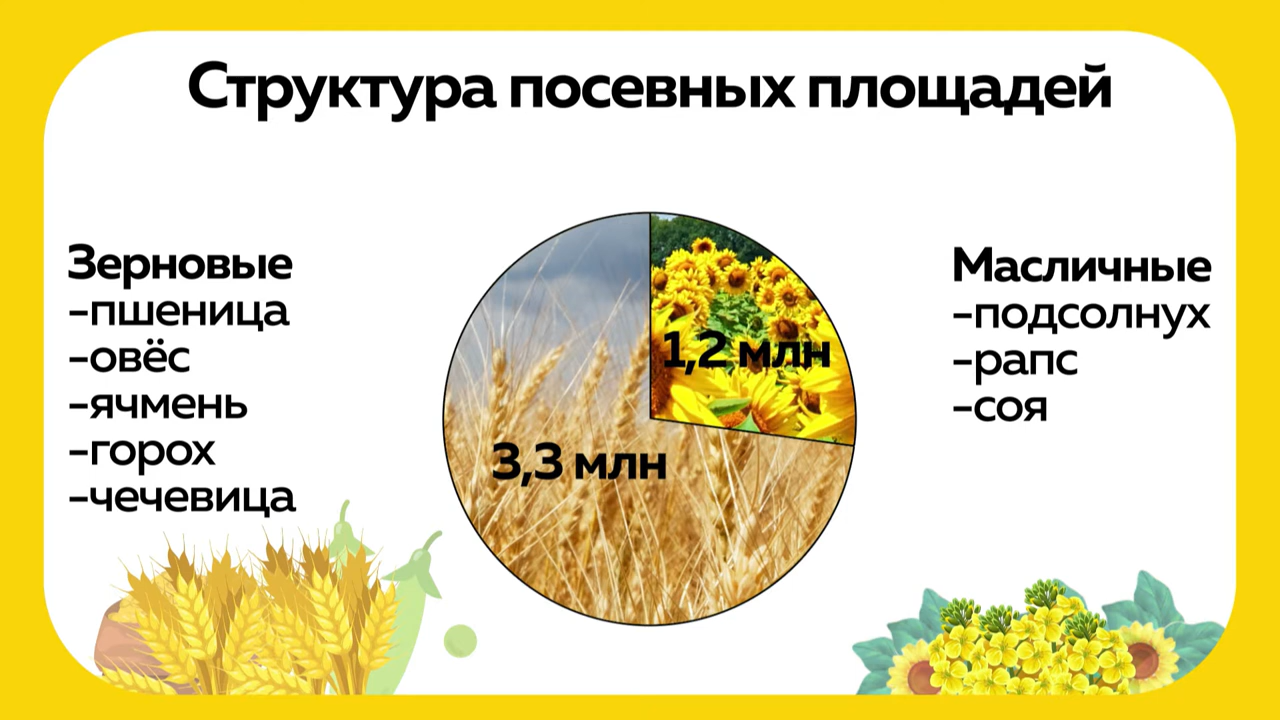 Структура посевных площадей
Зерновые
-пшеница
-овёс
-ячмень
-горох
-чечевица
1,2 млн
3,3 млн
Масличные
-подсолнух
-рапс
-соя